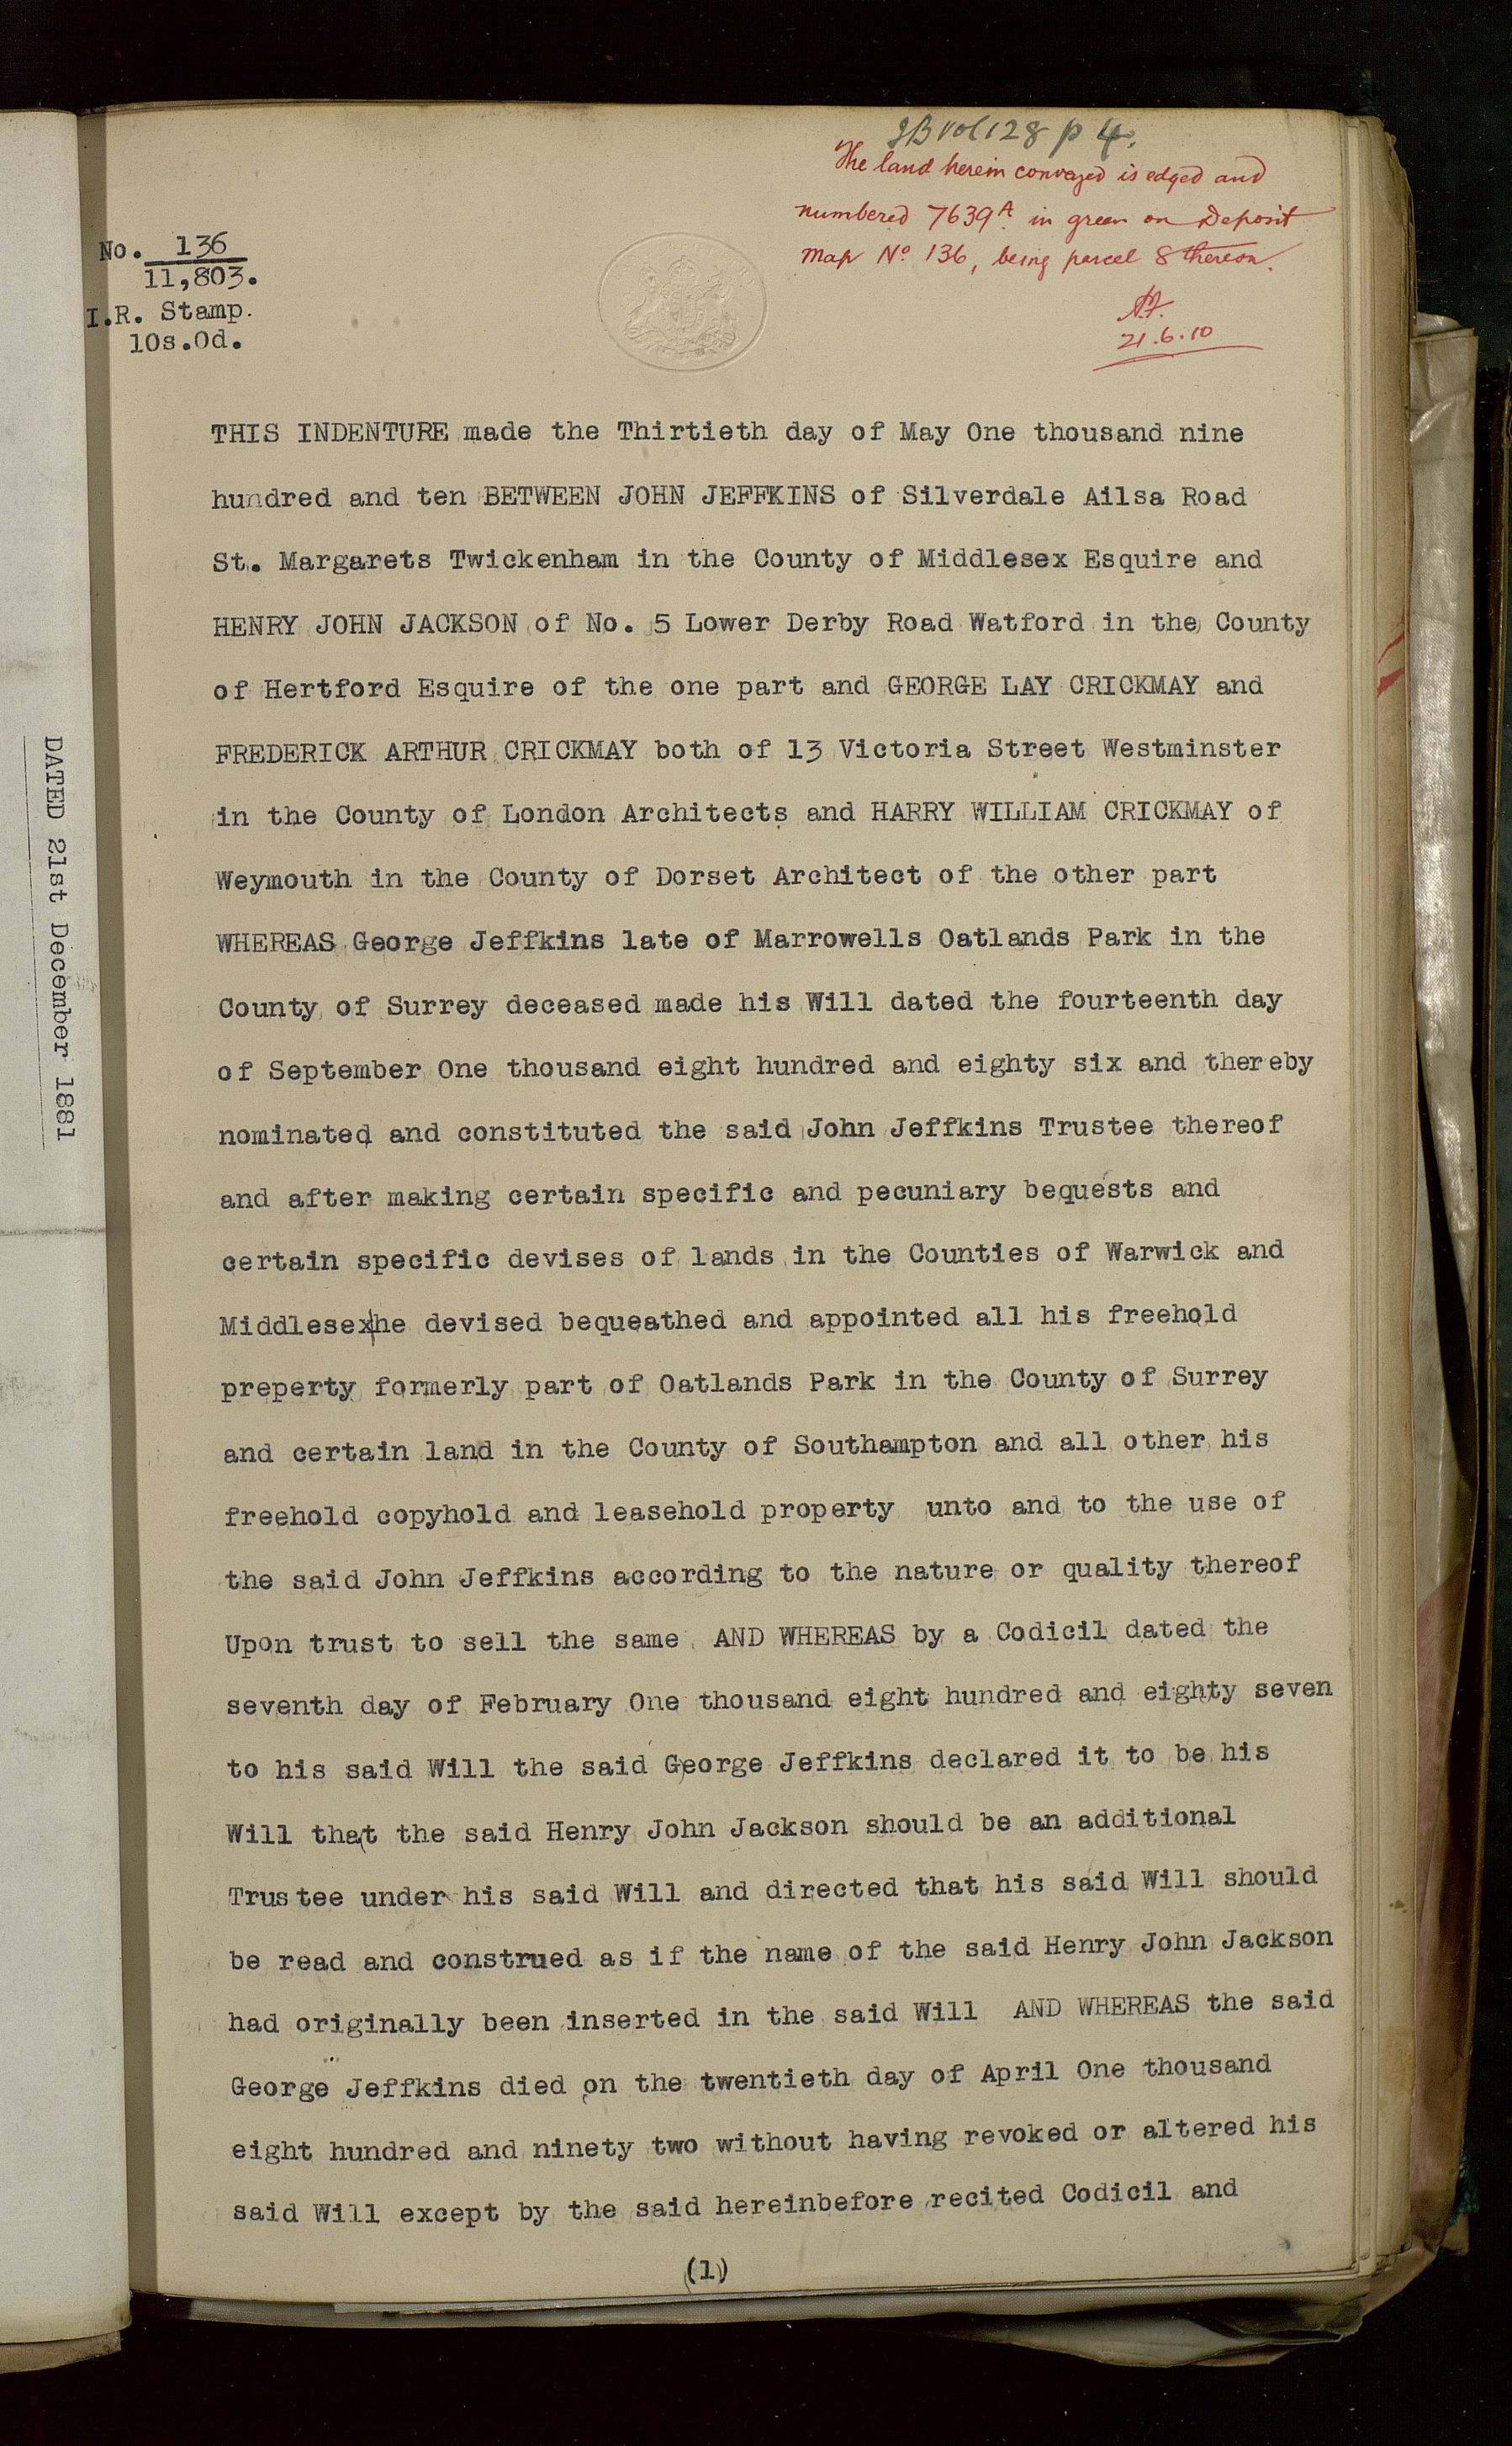 SB vol 128 p 4.
The land herein conveyed is edged and
numbered 7639A in green on Deposit
map No 136, being parcel 8 thereon.
21.6.10
No. 136
11,803.
I.R. Stamp.
10s.0d.
THIS INDENTURE made the Thirtieth day of May One thousand nine
hundred and ten BETWEEN JOHN JEFFKINS of Silverdale Ailsa Road
St. Margarets Twickenham in the County of Middlesex Esquire and
HENRY JOHN JACKSON of No. 5 Lower Derby Road Watford in the County
of Hertford Esquire of the one part and GEORGE LAY CRICKMAY and
FREDERICK ARTHUR CRICKMAY both of 13 Victoria Street Westminster
in the County of London Architects and HARRY WILLIAM CRICKMAY of
Weymouth in the County of Dorset Architect of the other part
WHEREAS George Jeffkins late of Marrowells Oatlands Park in the
County of Surrey deceased made his Will dated the fourteenth day
of September One thousand eight hundred and eighty six and thereby
nominated and constituted the said John Jeffkins Trustee thereof
and after making certain specific and pecuniary bequests and
certain specific devises of lands in the Counties of Warwick and
Middlesex|he devised bequeathed and appointed all his freehold
preperty formerly part of Oatlands Park in the County of Surrey
and certain land in the County of Southampton and all other his
freehold copyhold and leasehold property unto and to the use of
the said John Jeffkins according to the nature or quality thereof
Upon trust to sell the same AND WHEREAS by a Codicil dated the
seventh day of February One thousand eight hundred and eighty seven
to his said Will the said George Jeffkins declared it to be his
Will that the said Henry John Jackson should be an additional
Trustee under his said Will and directed that his said Will should
be read and construed as if the name of the said Henry John Jackson
had originally been inserted in the said Will AND WHEREAS the said
George Jeffkins died on the twentieth day of April One thousand
eight hundred and ninety two without having revoked or altered his
said Will except by the said hereinbefore recited Codicil and
(1)
DATED 21st December 1881